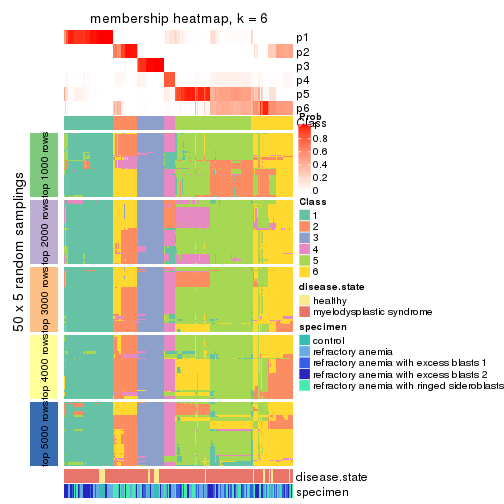 membership heatmap, k = 6
p1
p2
p3
p4
p5
p6
Class
Prob
1
0.8
0.6
0.4
0.2
0
Class
1
2
3
4
5
6
disease.state
healthy
myelodysplastic syndrome
specimen
control
refractory anemia
refractory anemia with excess blasts 1
refractory anemia with excess blasts 2
refractory anemia with ringed sideroblasts
50 x 5 random samplings
top 1000 rows
top 2000 rows
top 3000 rows
top 4000 rows
top 5000 rows
disease.state
specimen